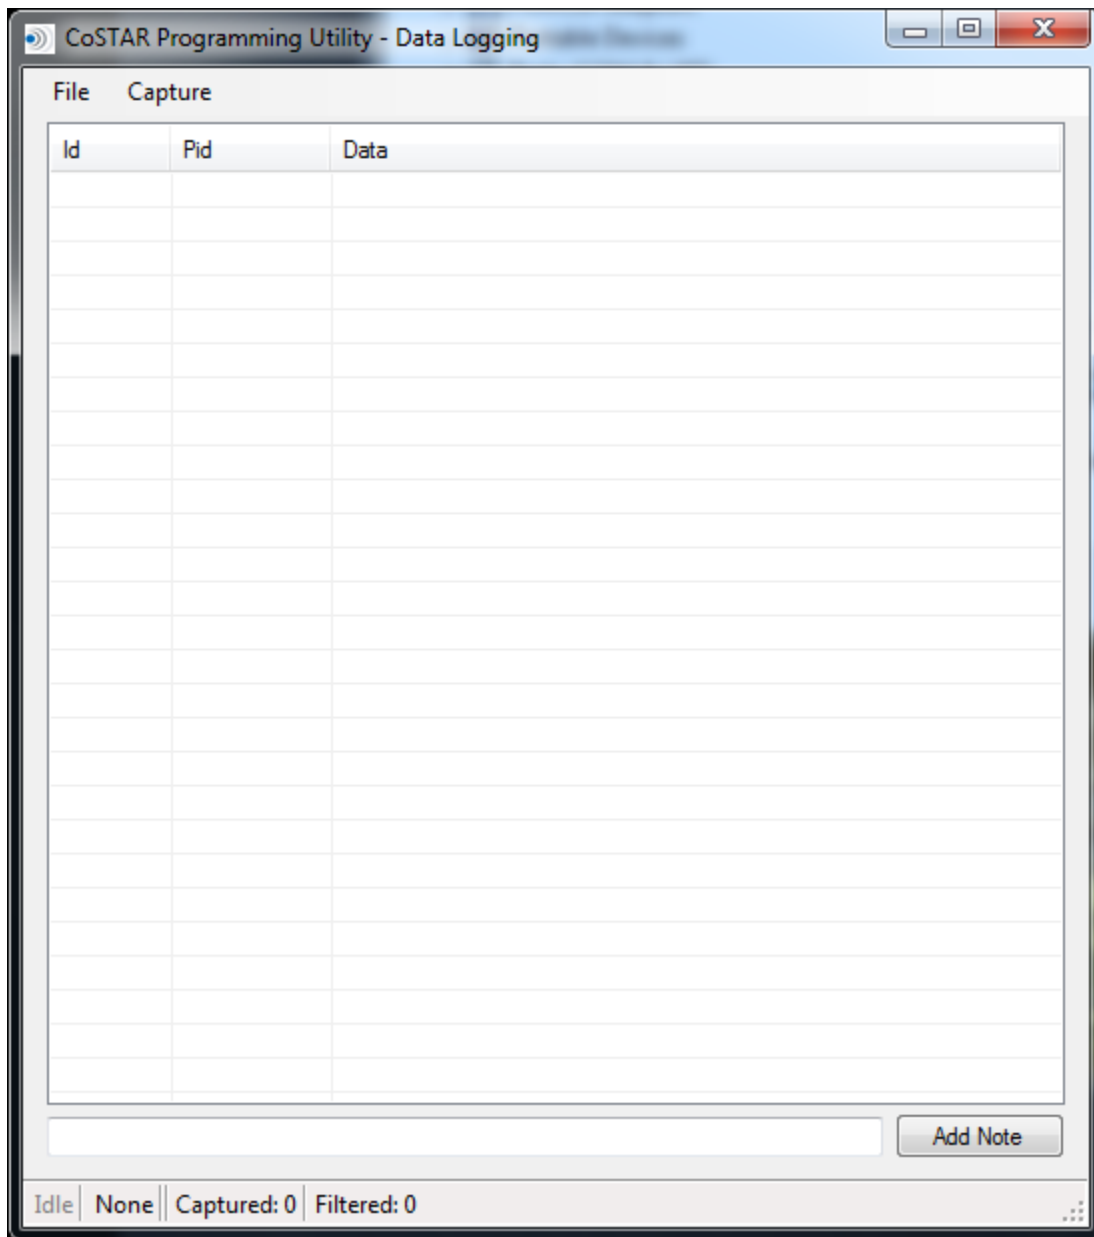 CoSTAR Programming Utility - Data Logging
File Capture
Id Pid Data
Add Note
Idle None Captured: 0 Filtered: 0